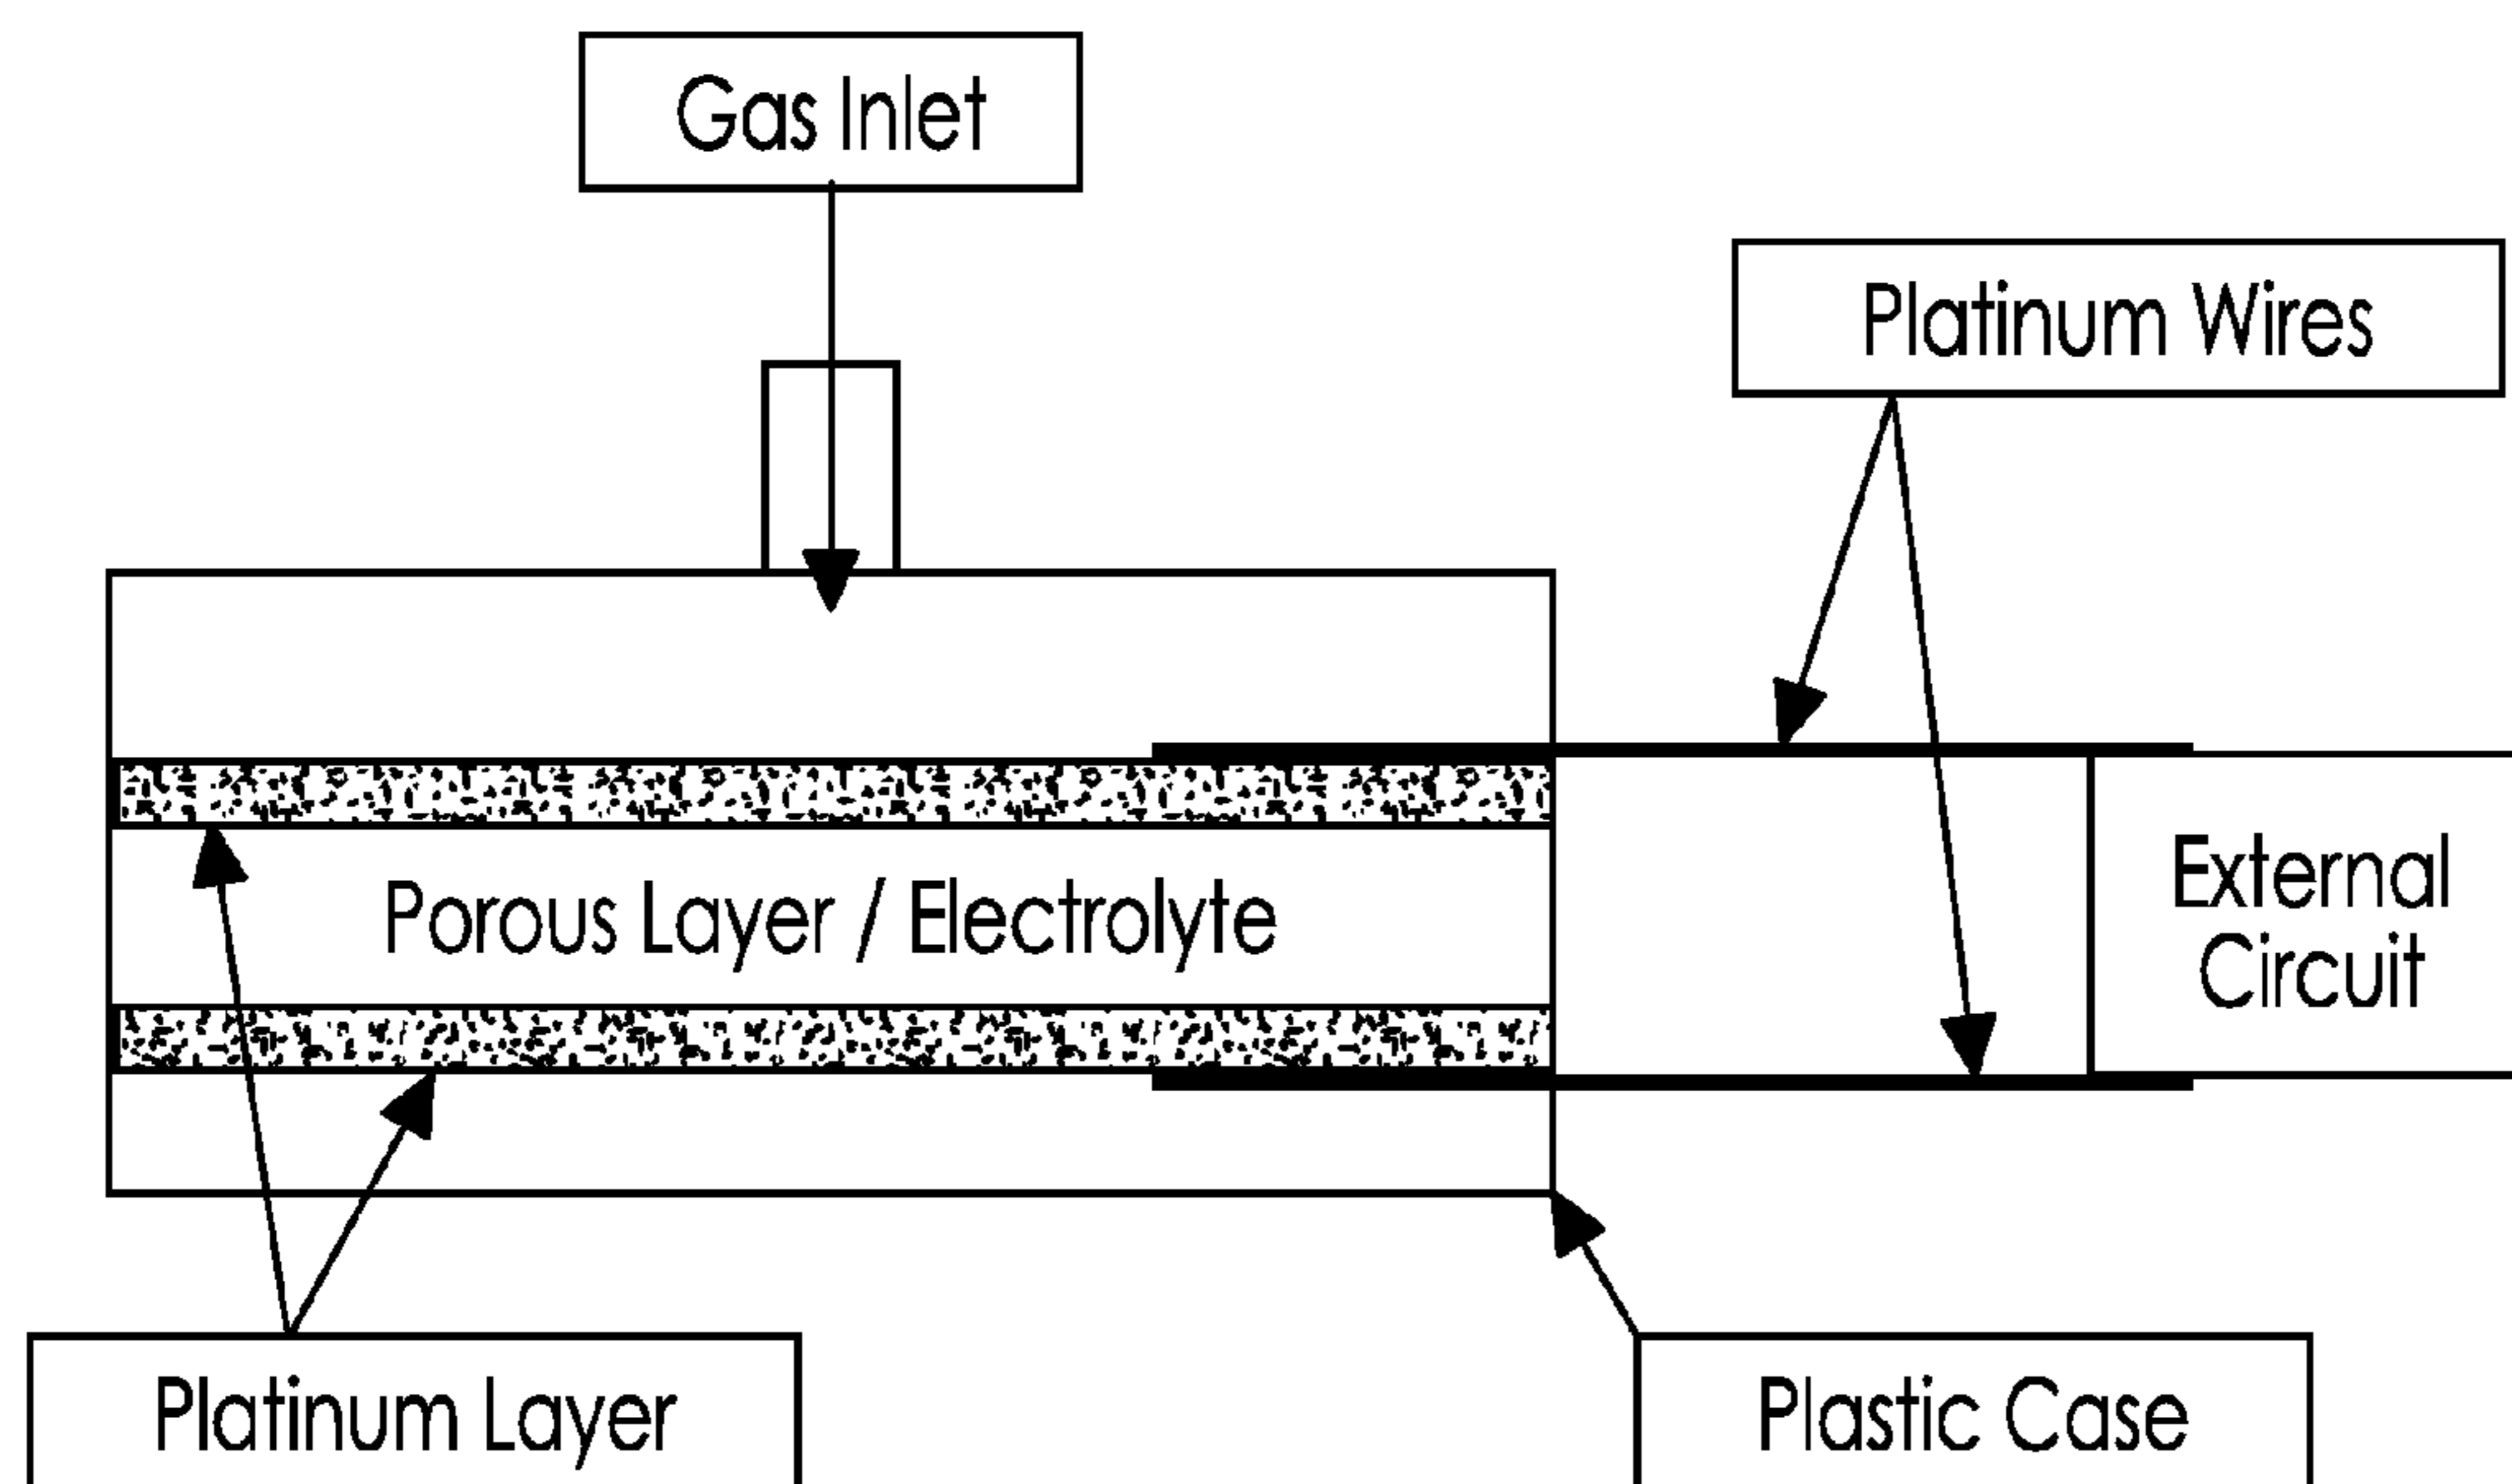 Gas Inlet
Platinum Wires
Porous Layer / Electrolyte
External
Circuit
Platinum Layer
Plastic Case